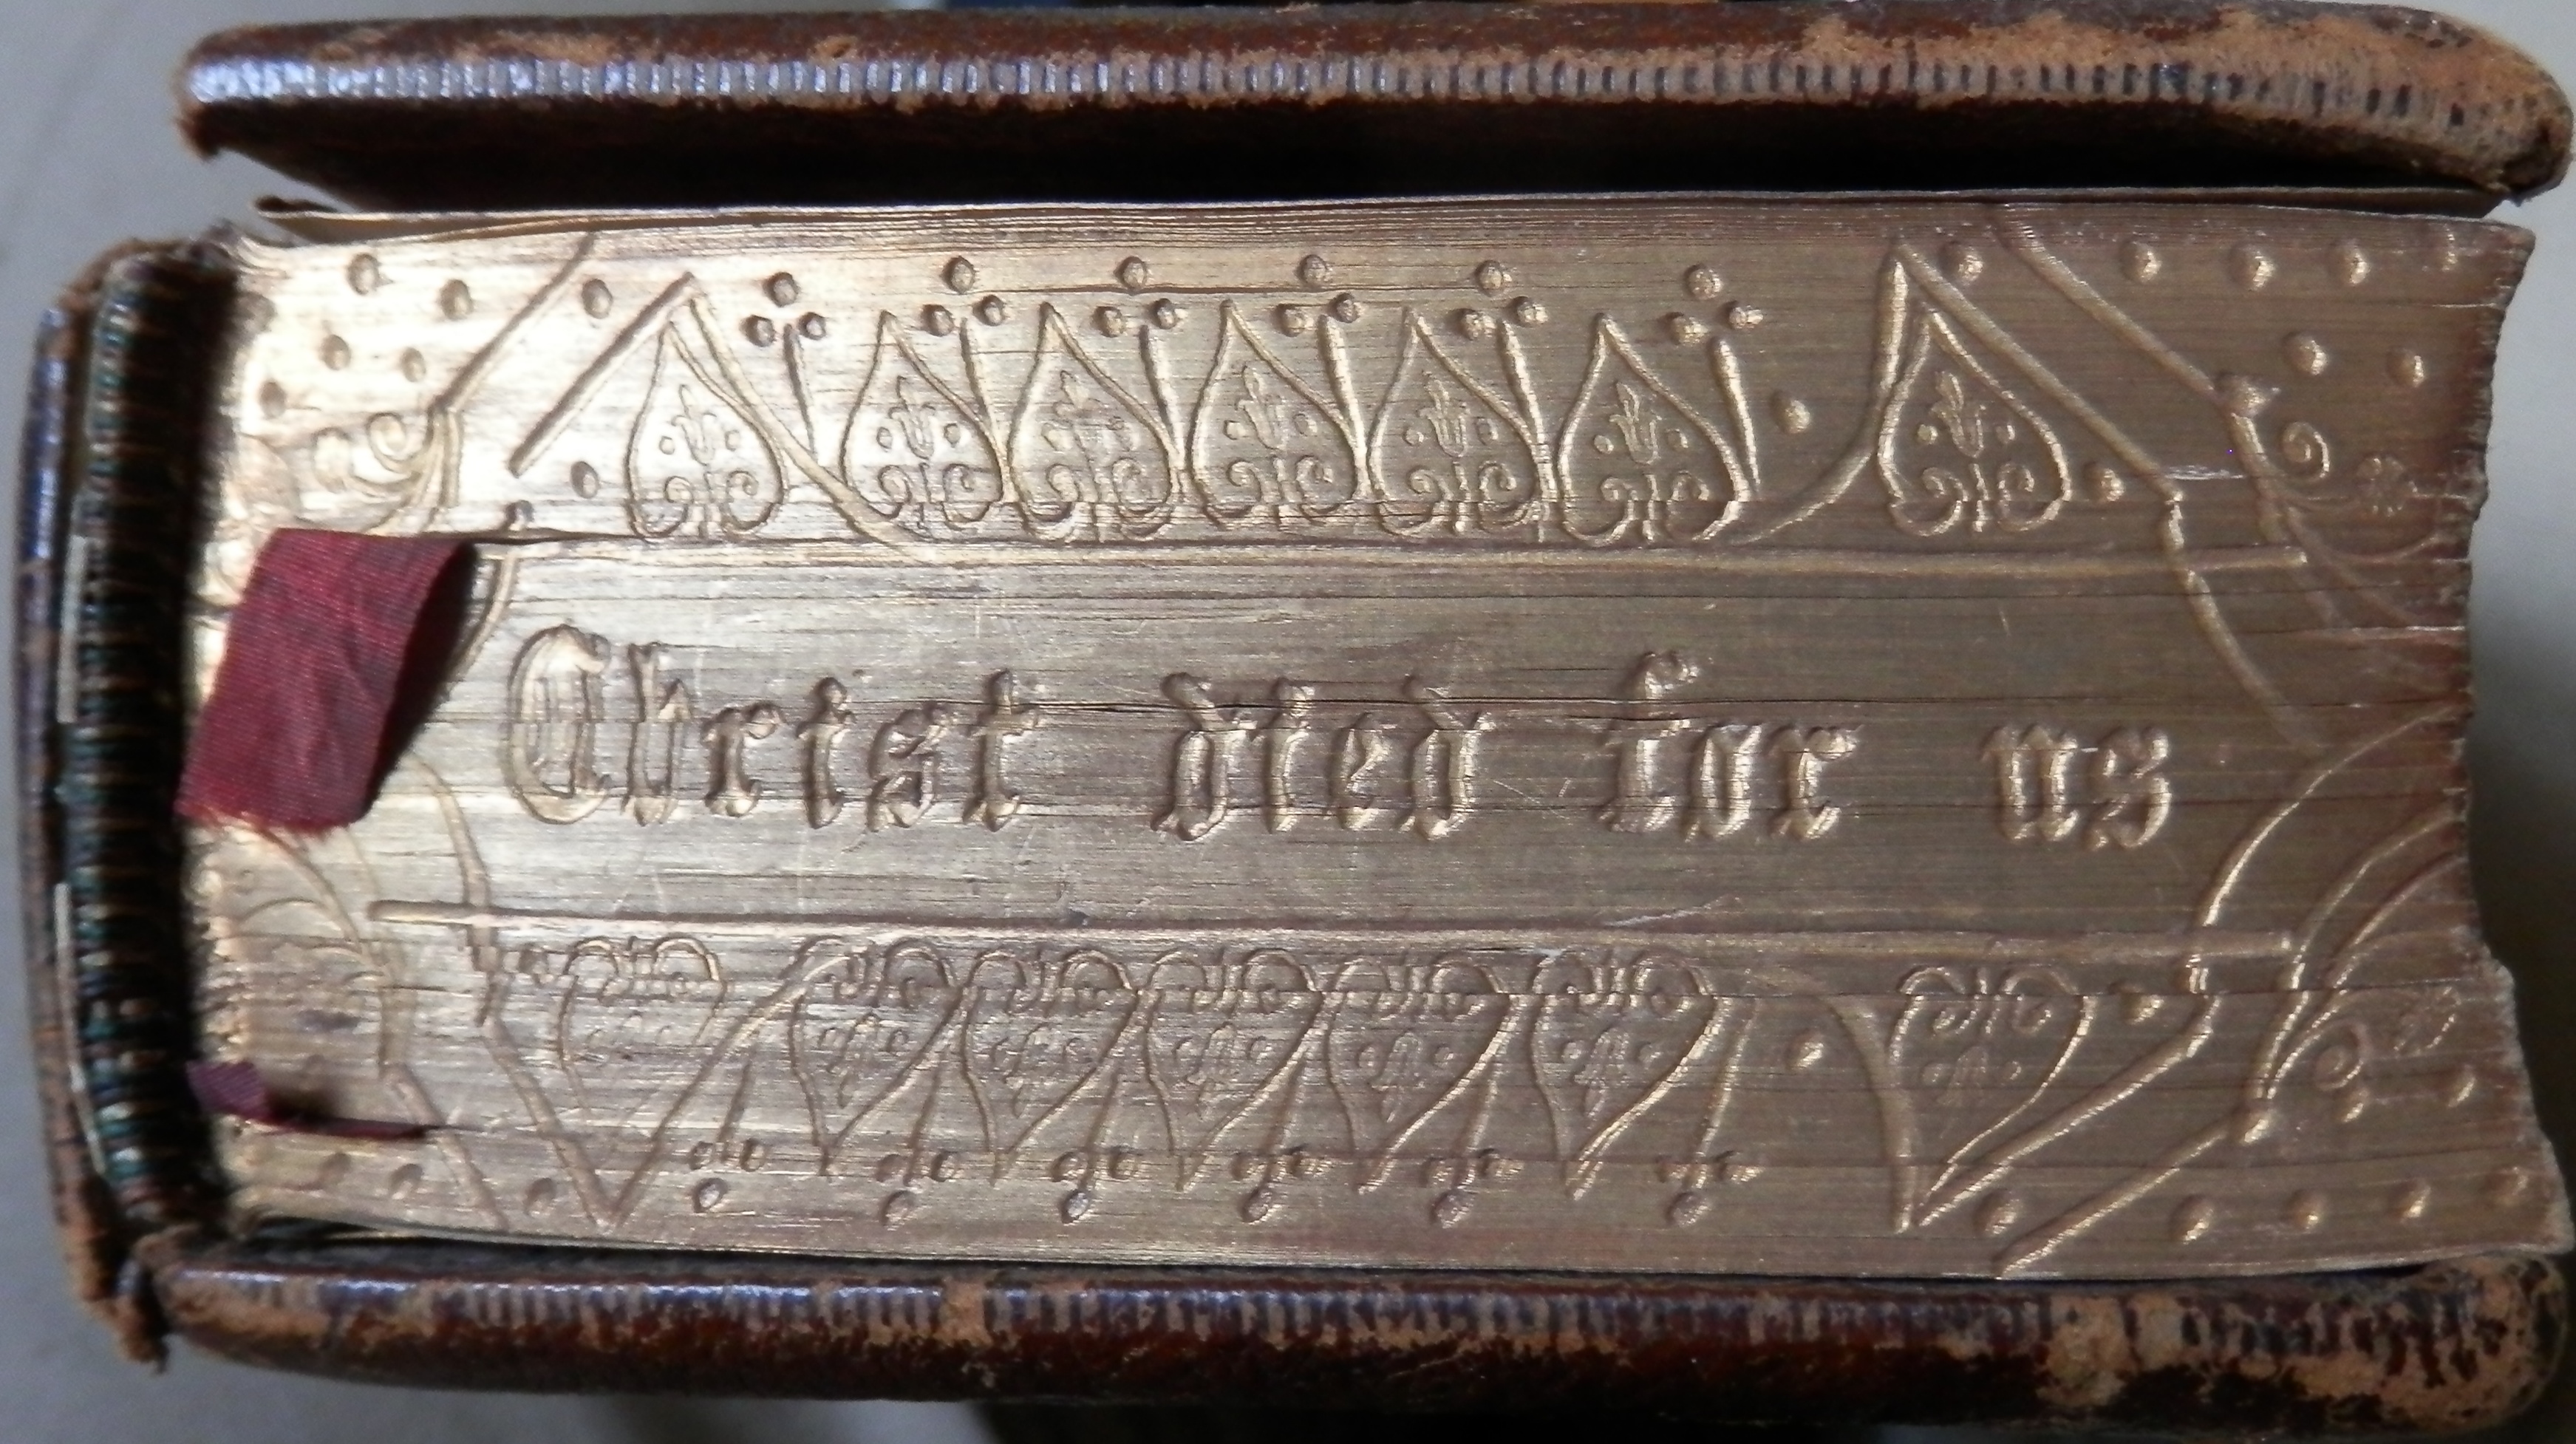 Christ died for us